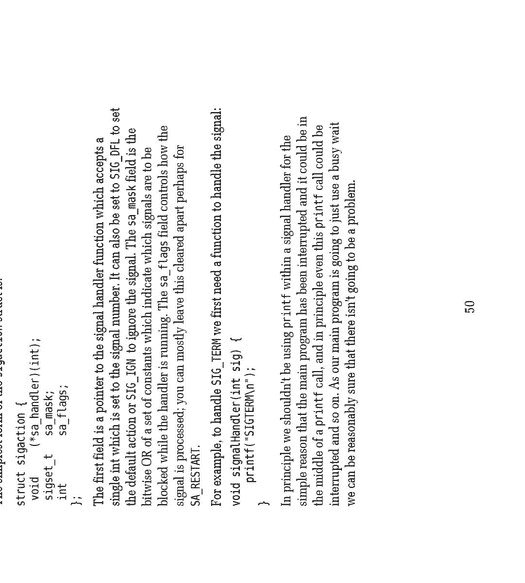 struct sigaction {
void (*sa_handler)(int);
sigset_t sa_mask;
int sa_flags;
};
The first field is a pointer to the signal handler function which accepts a
single int which is set to the signal number. It can also be set to SIG_DFL to set
the default action or SIG_IGN to ignore the signal. The sa_mask field is the
bitwise OR of a set of constants which indicate which signals are to be
blocked while the handler is running. The sa_flags field controls how the
signal is processed; you can mostly leave this cleared apart perhaps for
SA_RESTART.
For example, to handle SIG_TERM we first need a function to handle the signal:
void signalHandler(int sig) {
printf("SIGTERM\n");
}
In principle we shouldn't be using printf within a signal handler for the
simple reason that the main program has been interrupted and it could be in
the middle of a printf call, and in principle even this printf call could be
interrupted and so on. As our main program is going to just use a busy wait
we can be reasonably sure that there isn't going to be a problem.
50